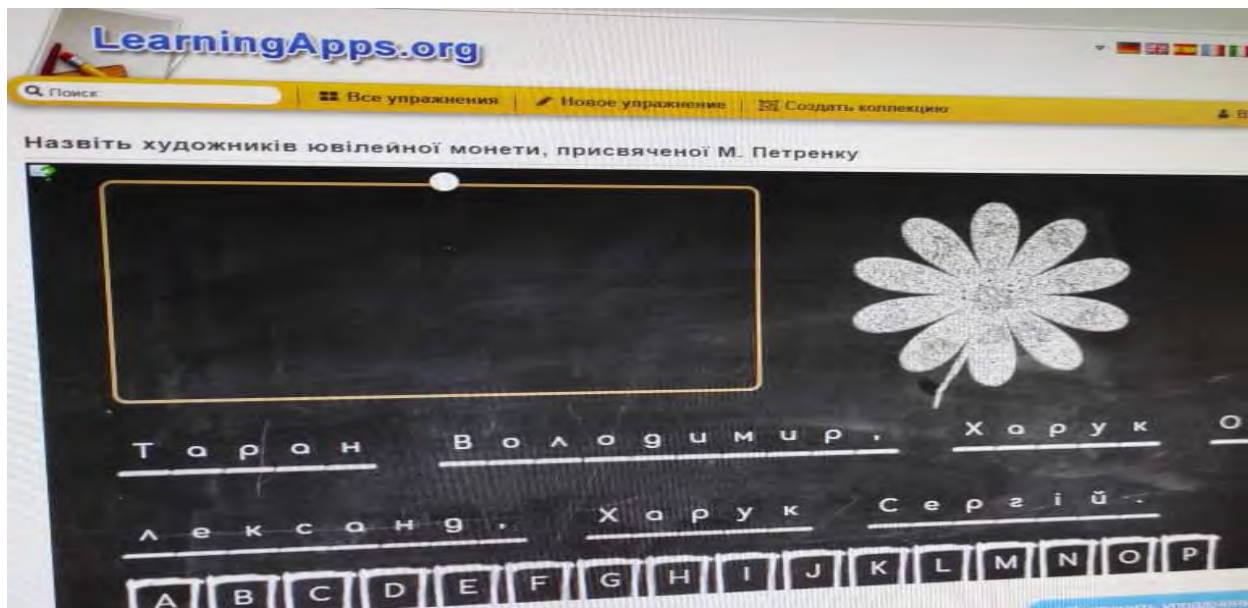 LearningApps.org
Поиск
Все упражнения
Новое упражнение
Создать коллекцию
Назвіть художників ювілейної монети, присвяченої М. Петренку
Таран Володимир, Харук О
лександ, Харук Сергій.
A B C D E F G H I J K L M N O P